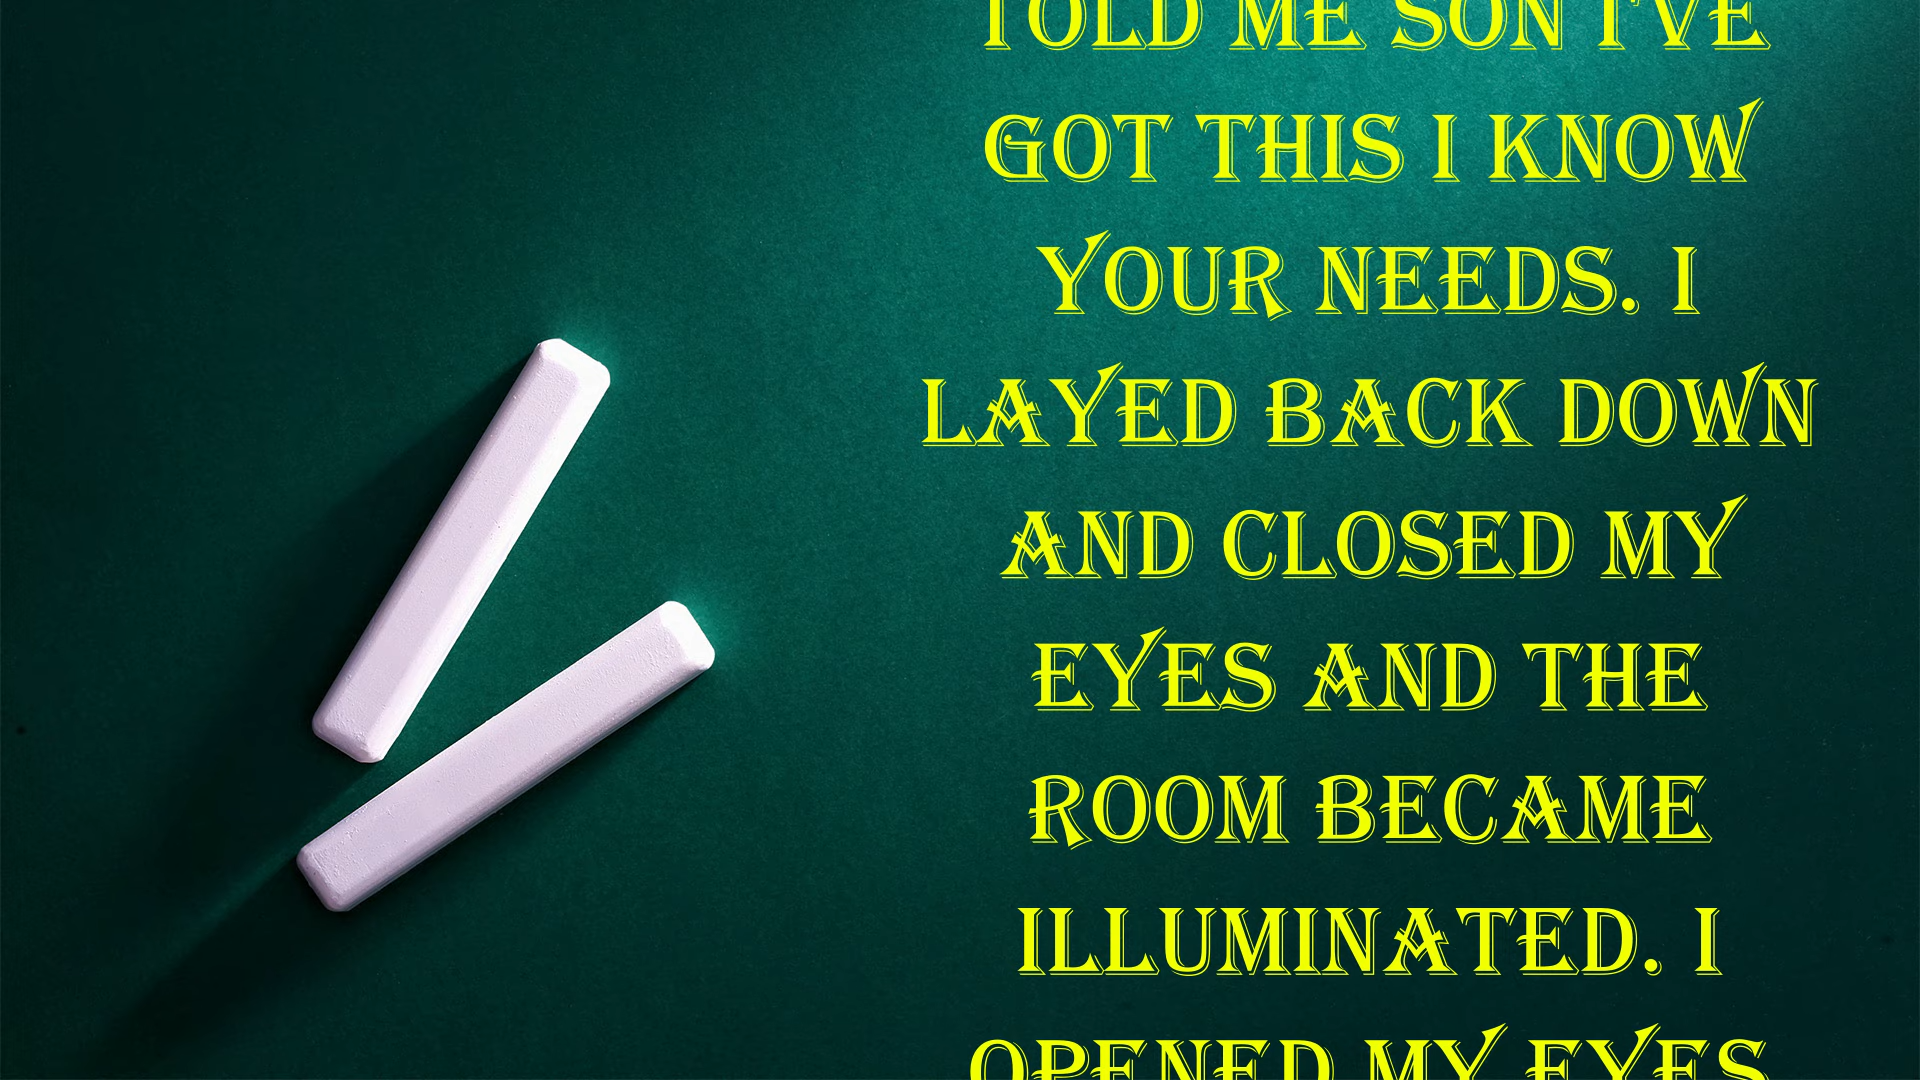 TOLD ME SON I'VE
GOT THIS I KNOW
YOUR NEEDS. I
LAYED BACK DOWN
AND CLOSED MY
EYES AND THE
ROOM BECAME
ILLUMINATED. I
OPENED MY EYES